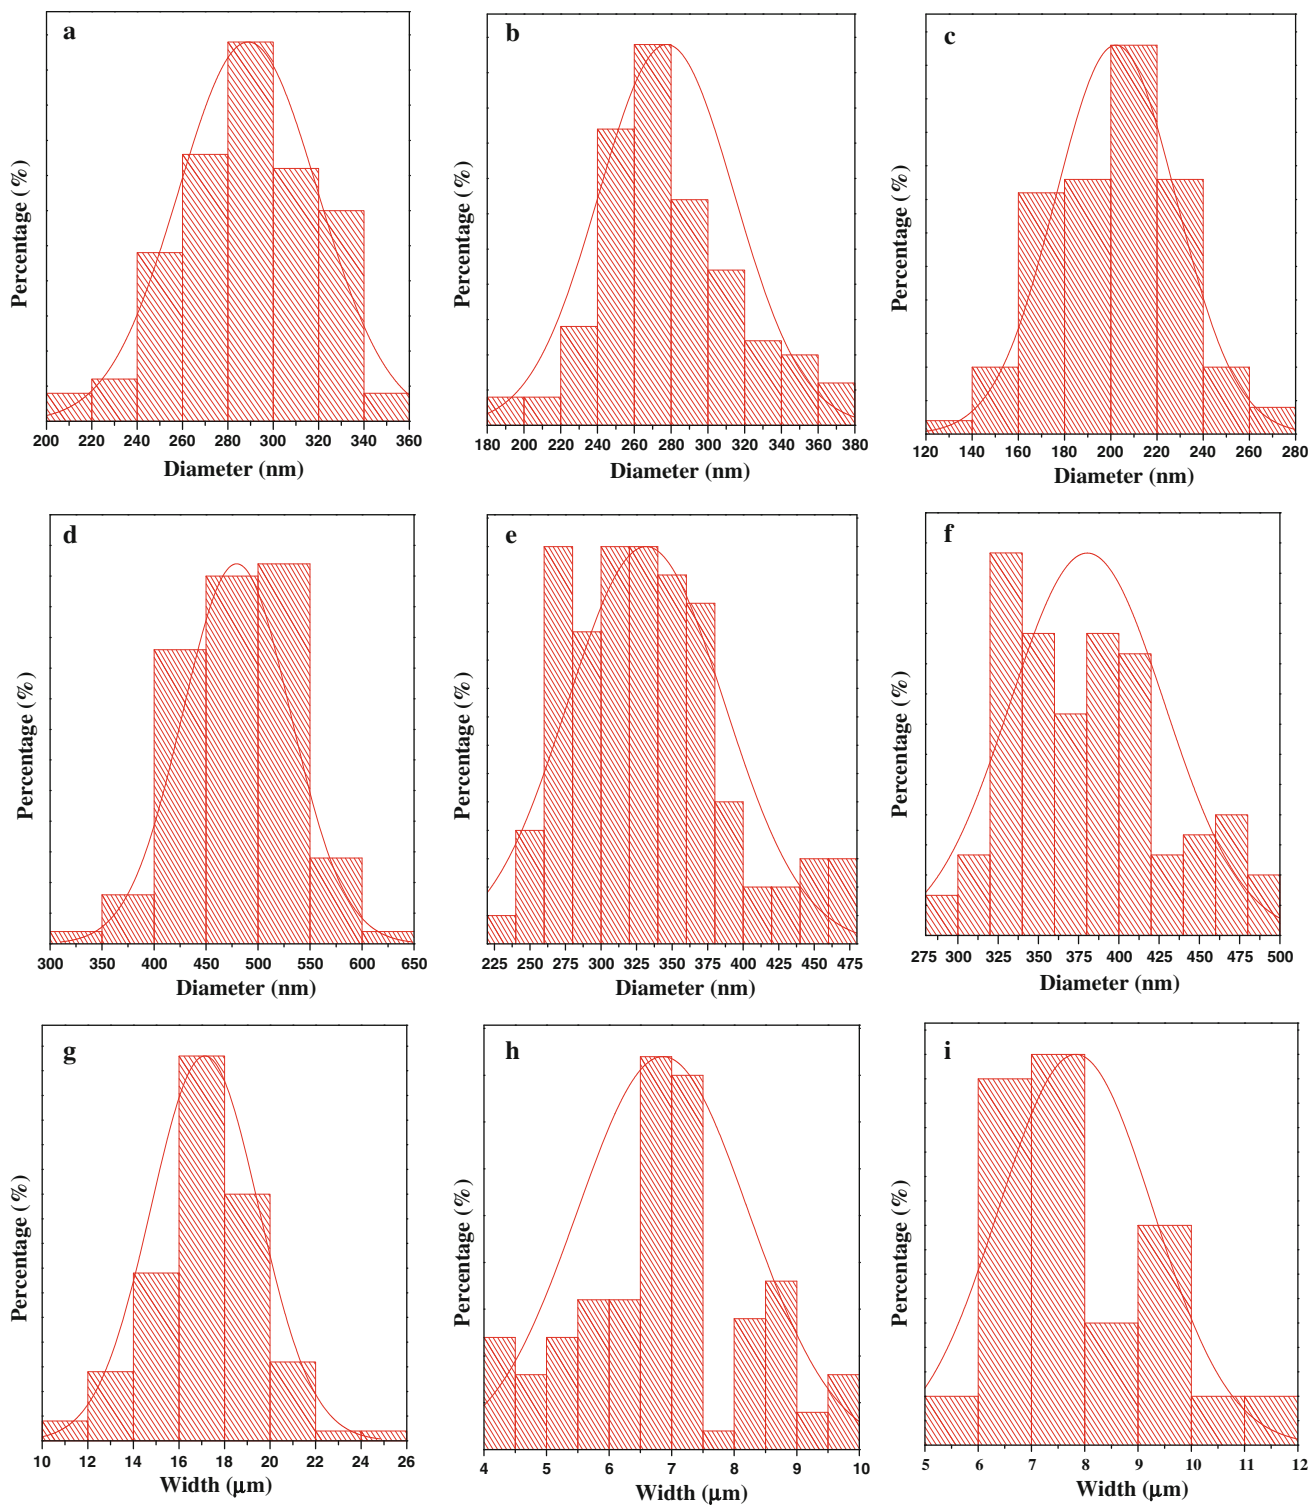 a
Percentage (%)
200 220 240 260 280 300 320 340 360
Diameter (nm)
b
Percentage (%)
180 200 220 240 260 280 300 320 340 360 380
Diameter (nm)
c
Percentage (%)
120 140 160 180 200 220 240 260 280
Diameter (nm)
d
Percentage (%)
300 350 400 450 500 550 600 650
Diameter (nm)
e
Percentage (%)
225 250 275 300 325 350 375 400 425 450 475
Diameter (nm)
f
Percentage (%)
275 300 325 350 375 400 425 450 475 500
Diameter (nm)
g
Percentage (%)
10 12 14 16 18 20 22 24 26
Width (μm)
h
Percentage (%)
4 5 6 7 8 9 10
Width (μm)
i
Percentage (%)
5 6 7 8 9 10 11 12
Width (μm)